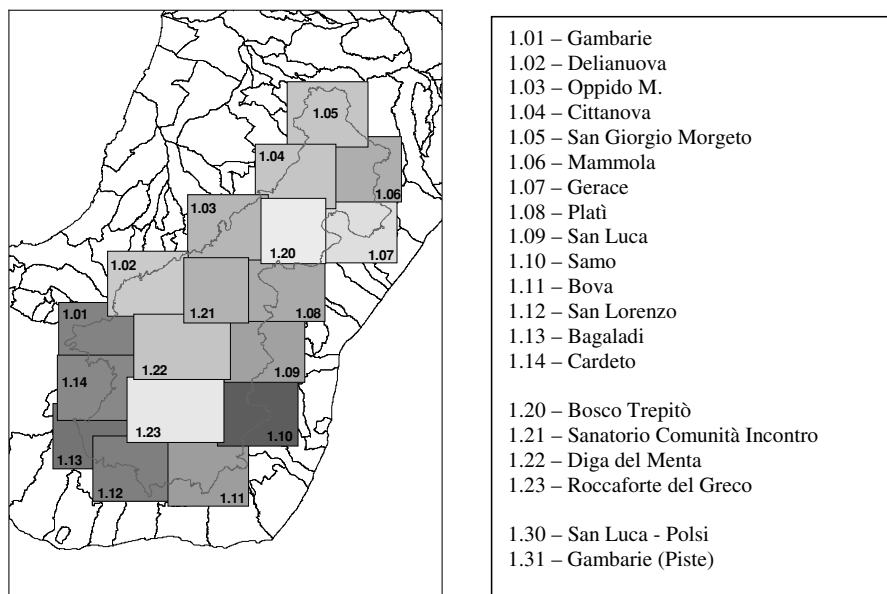 1.05
1.04
1.06
1.03
1.20
1.07
1.02
1.21
1.08
1.01
1.22
1.09
1.14
1.23
1.10
1.13
1.12
1.11
1.01 – Gambarie
1.02 – Delianuova
1.03 – Oppido M.
1.04 – Cittanova
1.05 – San Giorgio Morgeto
1.06 – Mammola
1.07 – Gerace
1.08 – Platì
1.09 – San Luca
1.10 – Samo
1.11 – Bova
1.12 – San Lorenzo
1.13 – Bagaladi
1.14 – Cardeto
1.20 – Bosco Trepitò
1.21 – Sanatorio Comunità Incontro
1.22 – Diga del Menta
1.23 – Roccaforte del Greco
1.30 – San Luca - Polsi
1.31 – Gambarie (Piste)